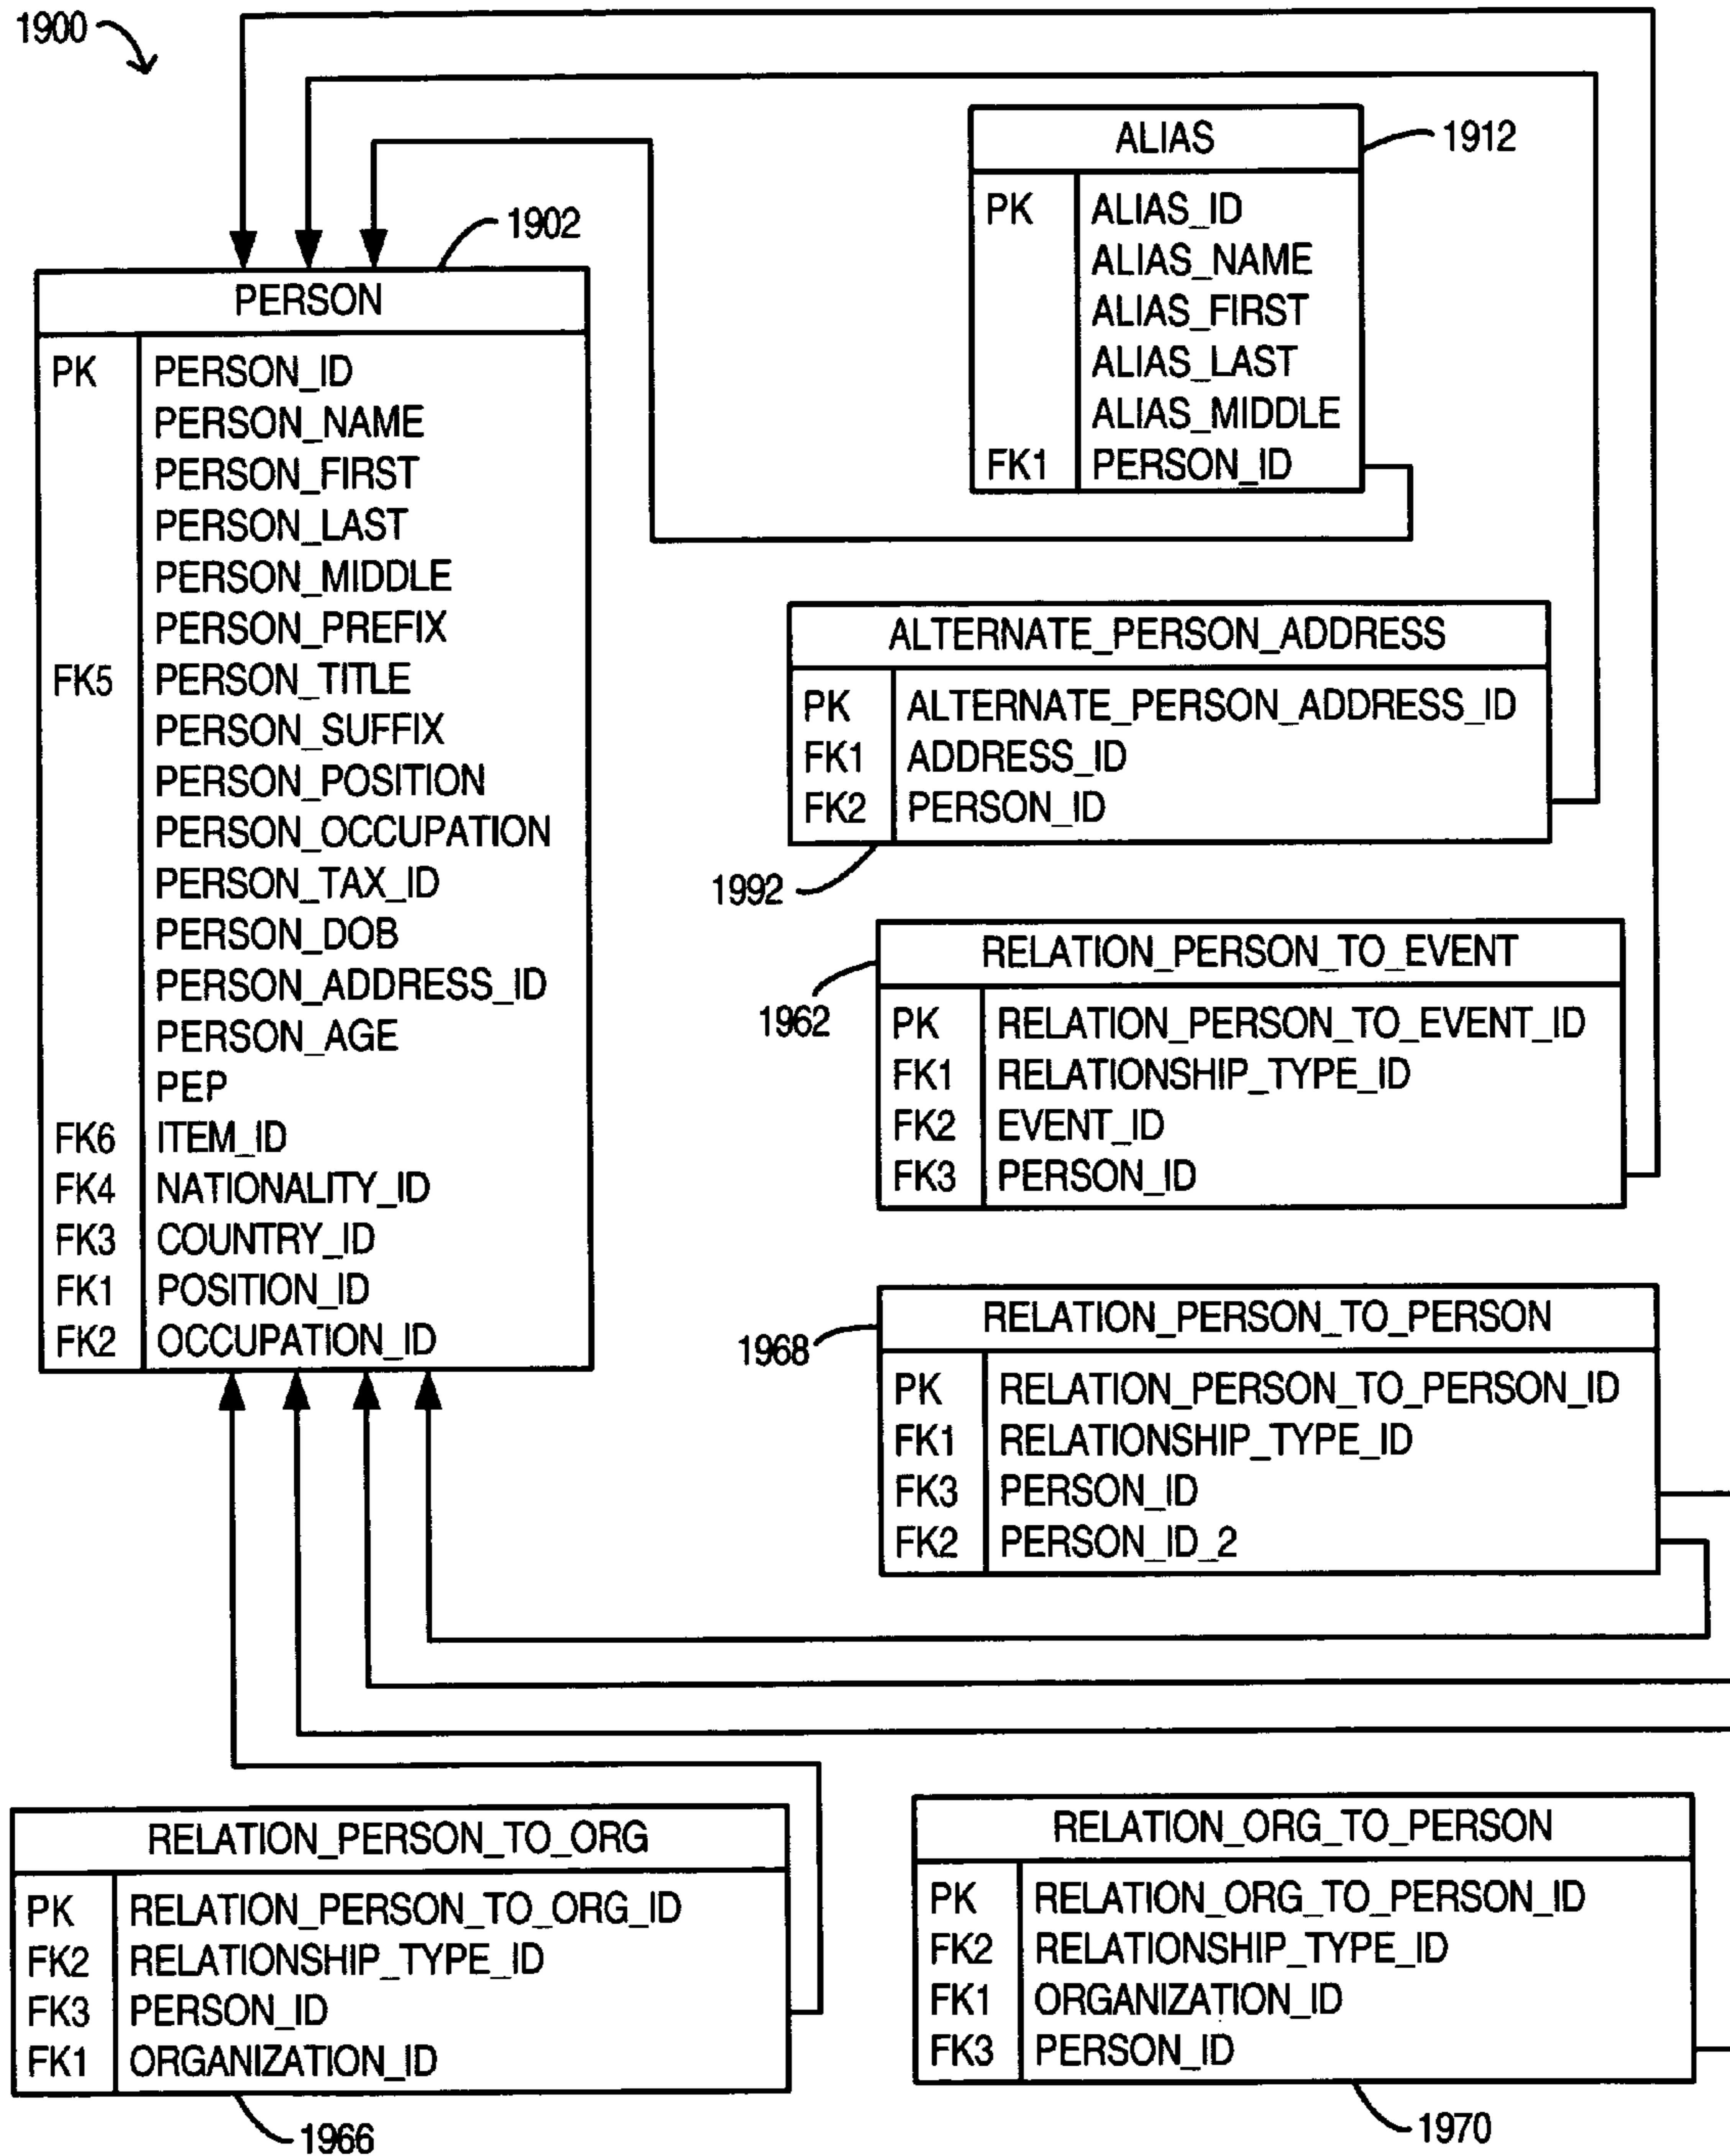 1900
ALIAS
1912
PK ALIAS_ID
ALIAS_NAME
ALIAS_FIRST
ALIAS_LAST
ALIAS_MIDDLE
FK1 PERSON_ID
1902
PERSON
PK PERSON_ID
PERSON_NAME
PERSON_FIRST
PERSON_LAST
PERSON_MIDDLE
PERSON_PREFIX
FK5 PERSON_TITLE
PERSON_SUFFIX
PERSON_POSITION
PERSON_OCCUPATION
PERSON_TAX_ID
PERSON_DOB
PERSON_ADDRESS_ID
PERSON_AGE
PEP
FK6 ITEM_ID
FK4 NATIONALITY_ID
FK3 COUNTRY_ID
FK1 POSITION_ID
FK2 OCCUPATION_ID
ALTERNATE_PERSON_ADDRESS
PK ALTERNATE_PERSON_ADDRESS_ID
FK1 ADDRESS_ID
FK2 PERSON_ID
1992
RELATION_PERSON_TO_EVENT
1962
PK RELATION_PERSON_TO_EVENT_ID
FK1 RELATIONSHIP_TYPE_ID
FK2 EVENT_ID
FK3 PERSON_ID
RELATION_PERSON_TO_PERSON
1968
PK RELATION_PERSON_TO_PERSON_ID
FK1 RELATIONSHIP_TYPE_ID
FK3 PERSON_ID
FK2 PERSON_ID_2
RELATION_PERSON_TO_ORG
PK RELATION_PERSON_TO_ORG_ID
FK2 RELATIONSHIP_TYPE_ID
FK3 PERSON_ID
FK1 ORGANIZATION_ID
1966
RELATION_ORG_TO_PERSON
PK RELATION_ORG_TO_PERSON_ID
FK2 RELATIONSHIP_TYPE_ID
FK1 ORGANIZATION_ID
FK3 PERSON_ID
1970